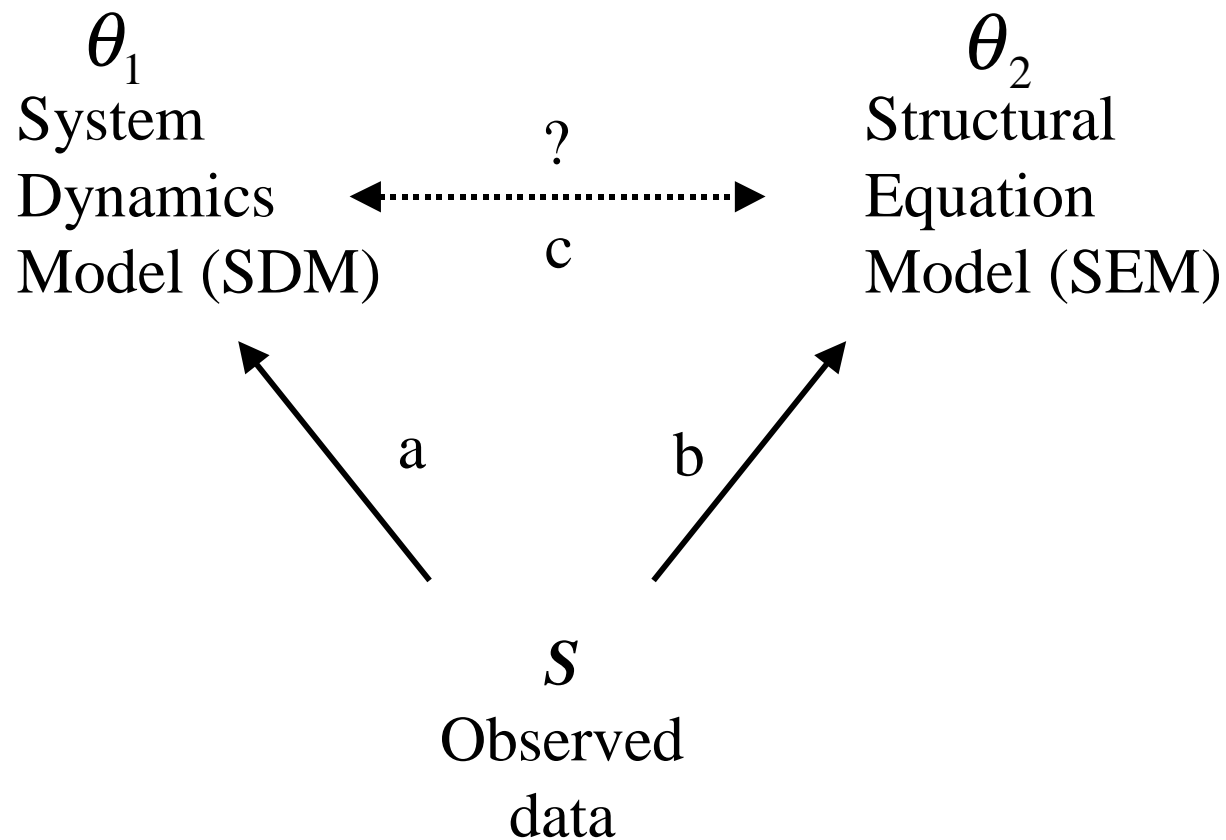 θ₁
System
Dynamics
Model (SDM)
?
c
θ₂
Structural
Equation
Model (SEM)
a
b
S
Observed
data